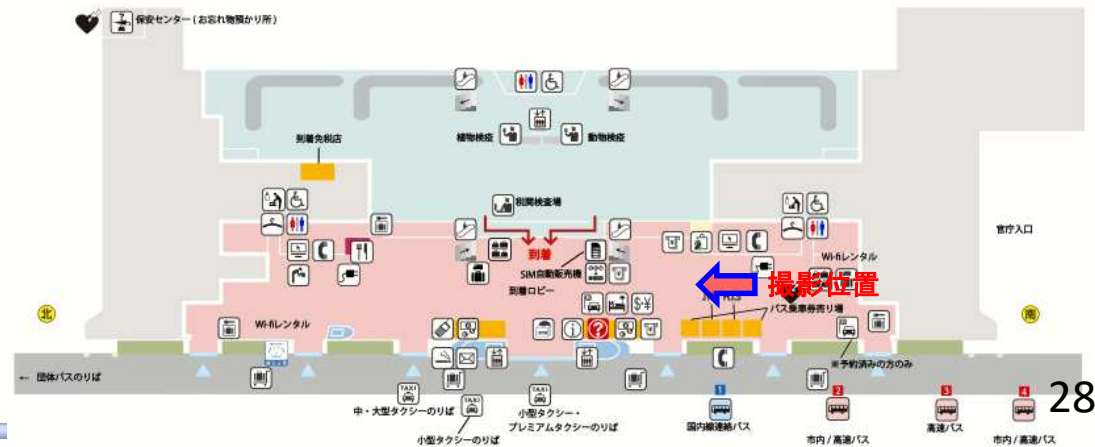 保安センター(お忘れ物預かり所)
植物検疫
動物検疫
到着免税店
税関検査場
到着
SIM自動販売機
到着ロビー
官庁入口
Wi-fiレンタル
撮影位置
バス乗車券売り場
北
南
Wi-fiレンタル
※予約済みの方のみ
← 団体バスのりば
TAXI
中・大型タクシーのりば
TAXI
小型タクシーのりば
TAXI
小型タクシー・
プレミアムタクシーのりば
1
国内線連絡バス
2
市内/高速バス
3
高速バス
4
市内/高速バス
28